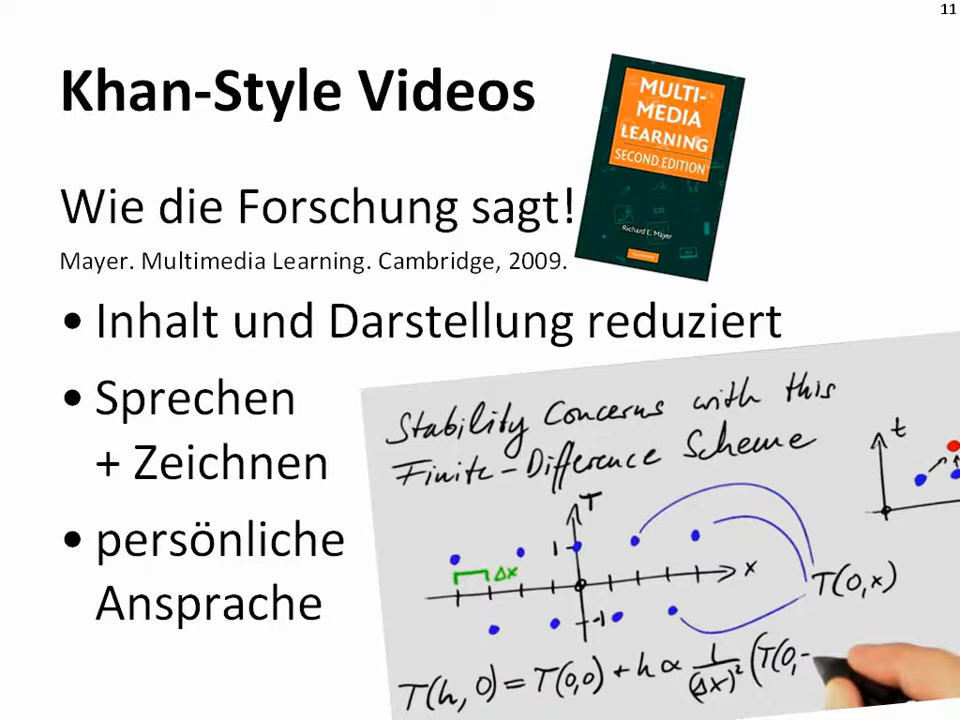 11
Khan-Style Videos
MULTI-
MEDIA
LEARNING
SECOND EDITION
Richard E. Mayer
Wie die Forschung sagt!
Mayer. Multimedia Learning. Cambridge, 2009.
• Inhalt und Darstellung reduziert
• Sprechen
+ Zeichnen
• persönliche
Ansprache
Stability Concerns with this
Finite-Difference Scheme
t
T
1
Δx
x
T(0,x)
-1
T(h,0)=T(0,0)+hα 1/(Δx)² (T(0,-